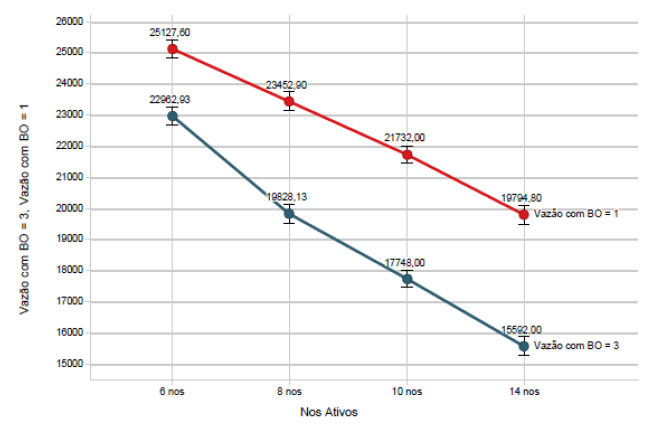 26000
25127,60
25000
24000
23452,90
23000
22962,93
22000
21732,00
21000
20000
19828,13
19794,80
Vazão com BO = 1
19000
18000
17748,00
17000
16000
15592,00
Vazão com BO = 3
15000
Vazão com BO = 3, Vazão com BO = 1
6 nos
8 nos
10 nos
14 nos
Nos Ativos